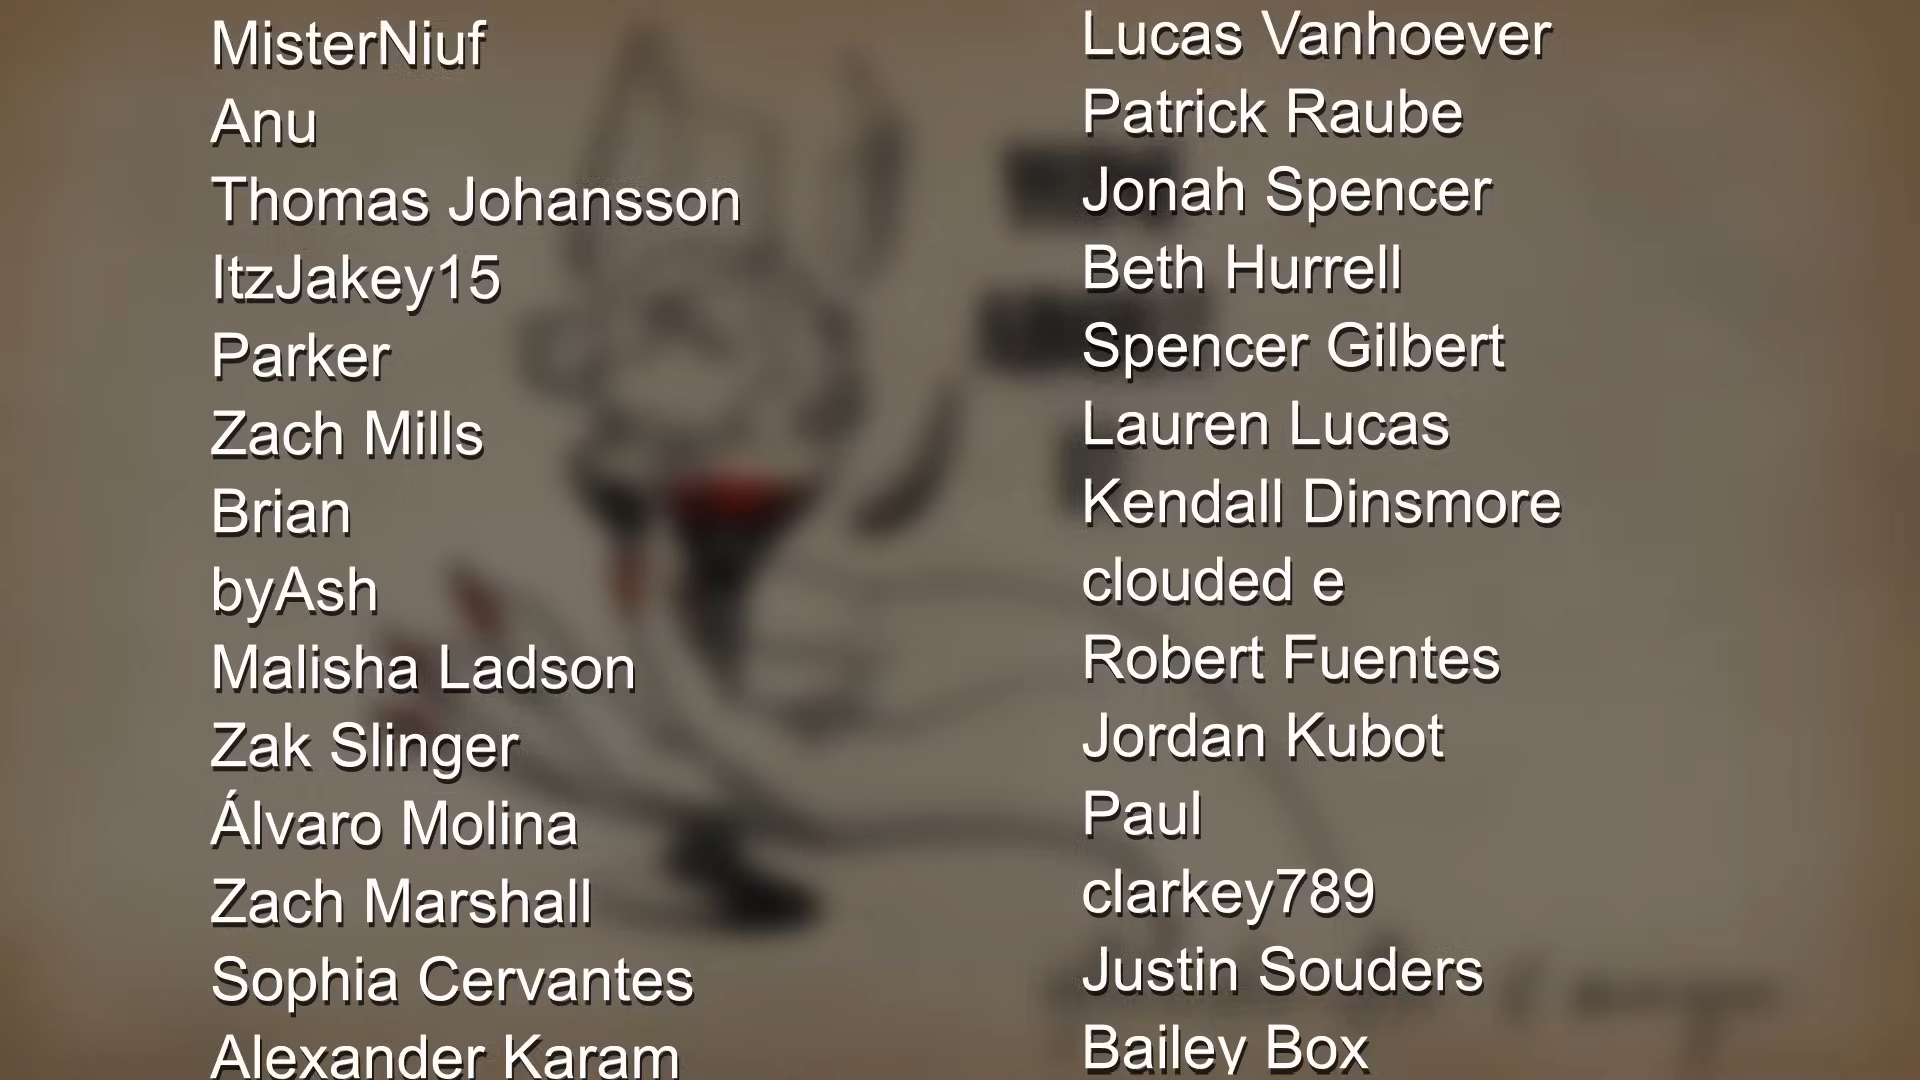 MisterNiuf
Anu
Thomas Johansson
ItzJakey15
Parker
Zach Mills
Brian
byAsh
Malisha Ladson
Zak Slinger
Álvaro Molina
Zach Marshall
Sophia Cervantes
Alexander Karam
Lucas Vanhoever
Patrick Raube
Jonah Spencer
Beth Hurrell
Spencer Gilbert
Lauren Lucas
Kendall Dinsmore
clouded e
Robert Fuentes
Jordan Kubot
Paul
clarkey789
Justin Souders
Bailey Box